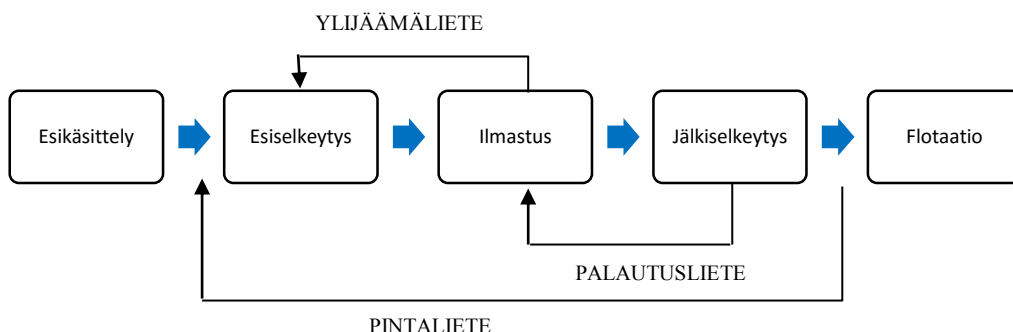 YLIJÄÄMÄLIETE
Esikäsittely
Esiselkeytys
Ilmastus
Jälkiselkeytys
Flotaatio
PALAUTUSLIETE
PINTALIETE